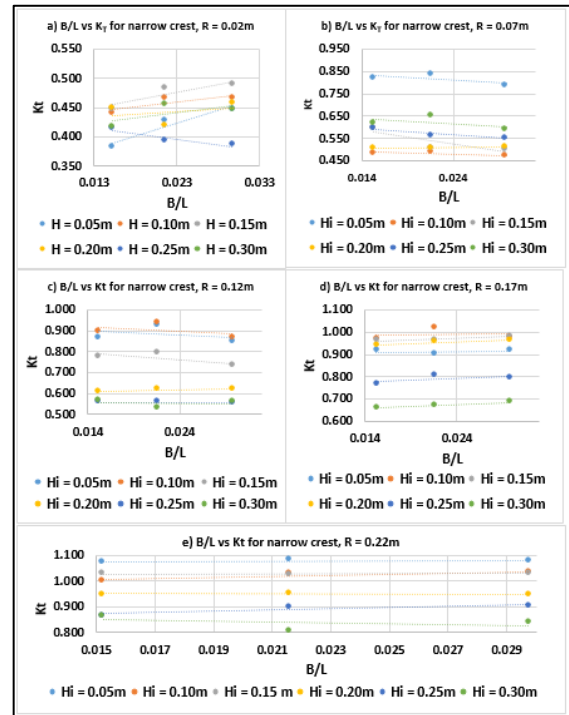 a) B/L vs K_T for narrow crest, R = 0.02m
0.550
0.500
0.450
0.400
0.350
Kt
0.013 0.023 0.033
B/L
H = 0.05m H = 0.10m H = 0.15m
H = 0.20m H = 0.25m H = 0.30m
b) B/L vs K_T for narrow crest, R = 0.07m
0.950
0.850
0.750
0.650
0.550
0.450
Kt
0.014 0.024
B/L
Hi = 0.05m Hi = 0.10m Hi = 0.15m
Hi = 0.20m Hi = 0.25m Hi = 0.30m
c) B/L vs Kt for narrow crest, R = 0.12m
1.000
0.900
0.800
0.700
0.600
0.500
Kt
0.014 0.024
B/L
Hi = 0.05m Hi = 0.10m Hi = 0.15m
Hi = 0.20m Hi = 0.25m Hi = 0.30m
d) B/L vs Kt for narrow crest, R = 0.17m
1.100
1.000
0.900
0.800
0.700
0.600
Kt
0.014 0.024
B/L
Hi = 0.05m Hi = 0.10m Hi = 0.15m
Hi = 0.20m Hi = 0.25m Hi = 0.30m
e) B/L vs Kt for narrow crest, R = 0.22m
1.100
1.000
0.900
0.800
Kt
0.015 0.017 0.019 0.021 0.023 0.025 0.027 0.029
B/L
Hi = 0.05m Hi = 0.10m Hi = 0.15 m Hi = 0.20m Hi = 0.25m Hi = 0.30m